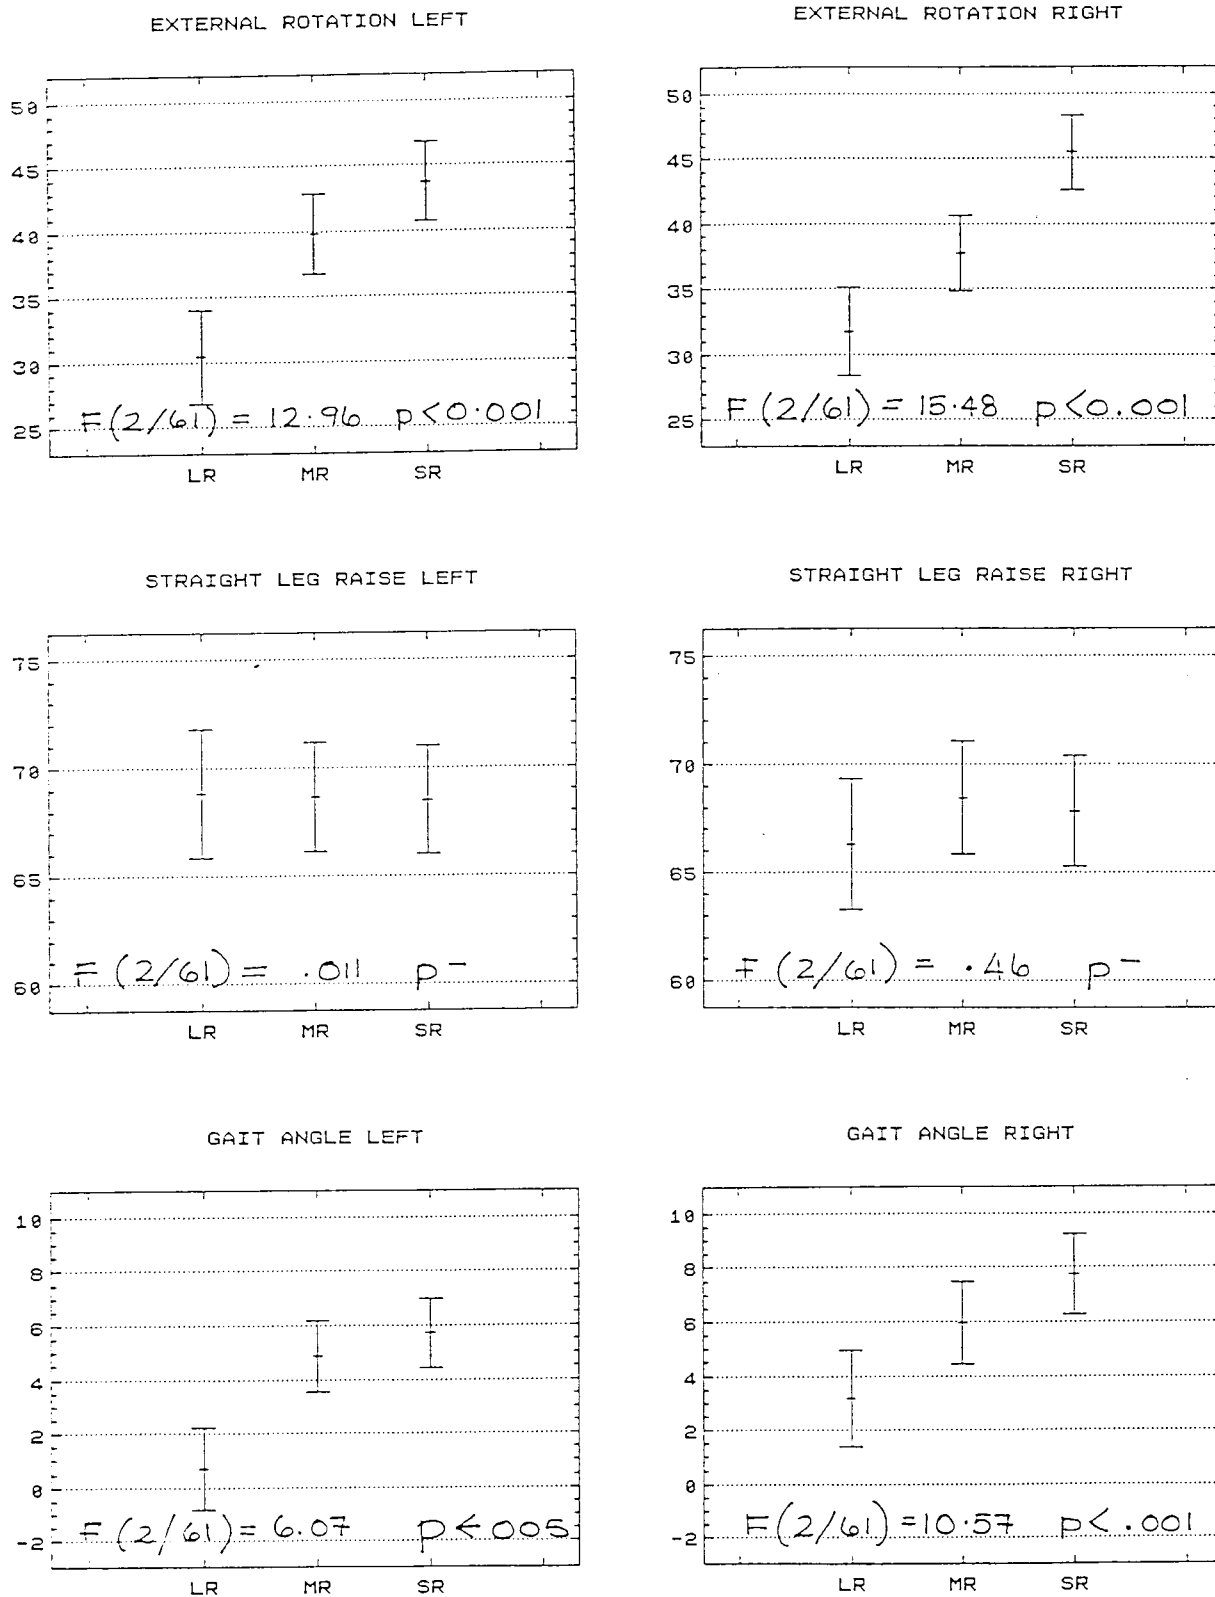 EXTERNAL ROTATION LEFT
50
45
40
35
30
25
F(2/61) = 12.96 p<0.001
LR MR SR
EXTERNAL ROTATION RIGHT
50
45
40
35
30
25
F(2/61) = 15.48 p<0.001
LR MR SR
STRAIGHT LEG RAISE LEFT
75
70
65
60
F(2/61) = .011 p-
LR MR SR
STRAIGHT LEG RAISE RIGHT
75
70
65
60
F(2/61) = .46 p-
LR MR SR
GAIT ANGLE LEFT
10
8
6
4
2
0
-2
F(2/61) = 6.07 p<.005
LR MR SR
GAIT ANGLE RIGHT
10
8
6
4
2
0
-2
F(2/61) = 10.57 p<.001
LR MR SR